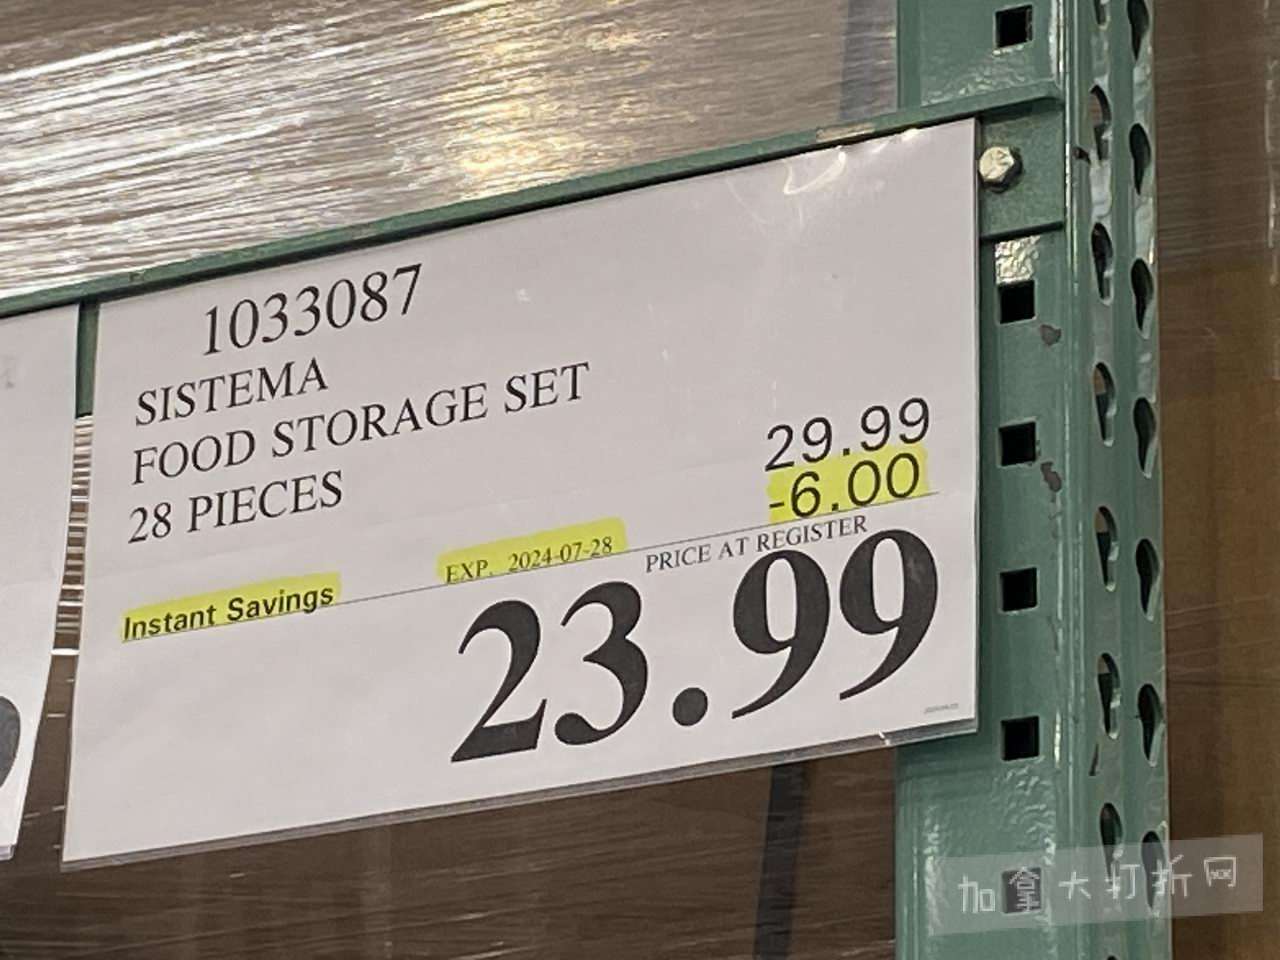 1033087
SISTEMA
FOOD STORAGE SET
28 PIECES
29.99
-6.00
Instant Savings
EXP. 2024-07-28
PRICE AT REGISTER
23.99
加拿大打折网